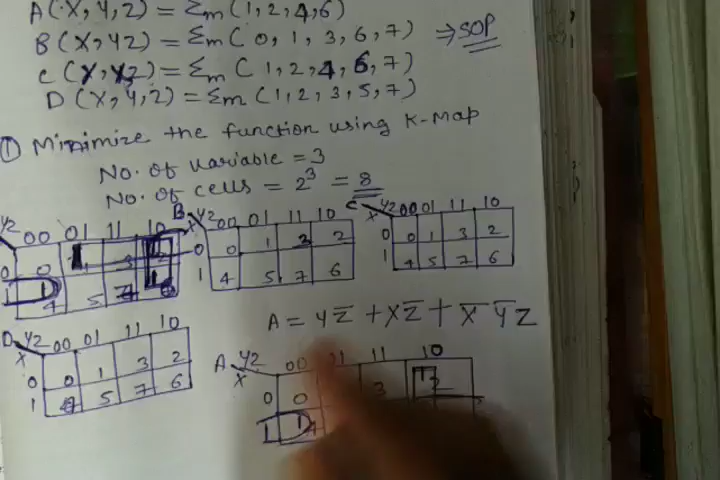 A(X, Y, Z) = Σm(1, 2, 4, 6)
B(X, YZ) = Σm(0, 1, 3, 6, 7) ⇒ SOP
C(X, YZ) = Σm(1, 2, 4, 6, 7)
D(X, Y, Z) = Σm(1, 2, 3, 5, 7)
① Minimize the function using K-Map
No. of variable = 3
No. of cells = 2³ = 8
YZ 00 01 11 10
0 0 3
1 1 4 5 7
B YZ 00 01 11 10
X
0 0 1 3 2
1 4 5 7 6
C YZ 00 01 11 10
X
0 0 1 3 2
1 4 5 7 6
A = Y Z̅ + X Z̅ + X̅ Y̅ Z
D YZ 00 01 11 10
X
0 0 1 3 2
1 4 5 7 6
A YZ 00 11 10
X
0 0 3 1 2
1 1 4